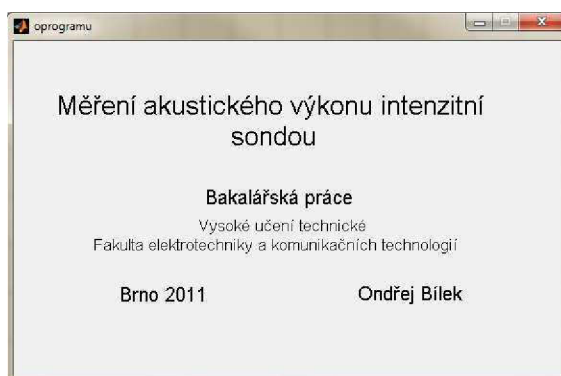 oprogramu
Měření akustického výkonu intenzitní
sondou
Bakalářská práce
Vysoké učení technické
Fakulta elektrotechniky a komunikačních technologií
Brno 2011
Ondřej Bílek